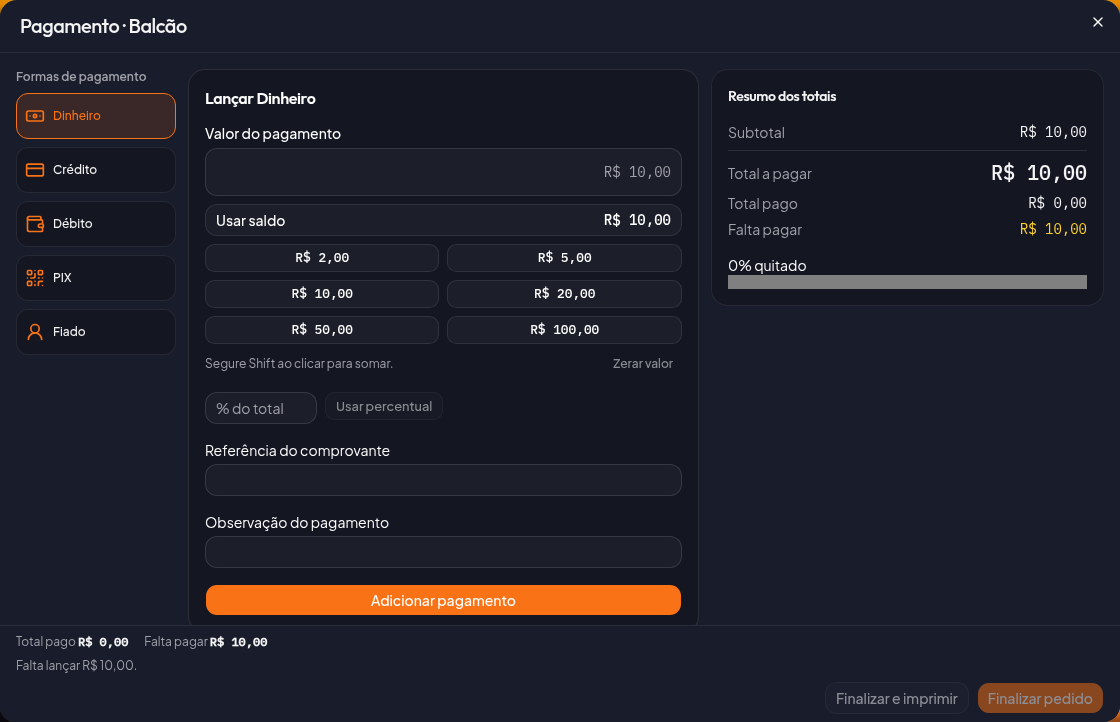 Pagamento · Balcão
Formas de pagamento
Dinheiro
Crédito
Débito
PIX
Fiado
Lançar Dinheiro
Valor do pagamento
R$ 10,00
Usar saldo R$ 10,00
R$ 2,00 R$ 5,00
R$ 10,00 R$ 20,00
R$ 50,00 R$ 100,00
Segure Shift ao clicar para somar. Zerar valor
% do total Usar percentual
Referência do comprovante
Observação do pagamento
Adicionar pagamento
Resumo dos totais
Subtotal R$ 10,00
Total a pagar R$ 10,00
Total pago R$ 0,00
Falta pagar R$ 10,00
0% quitado
Total pago R$ 0,00 Falta pagar R$ 10,00
Falta lançar R$ 10,00.
Finalizar e imprimir Finalizar pedido